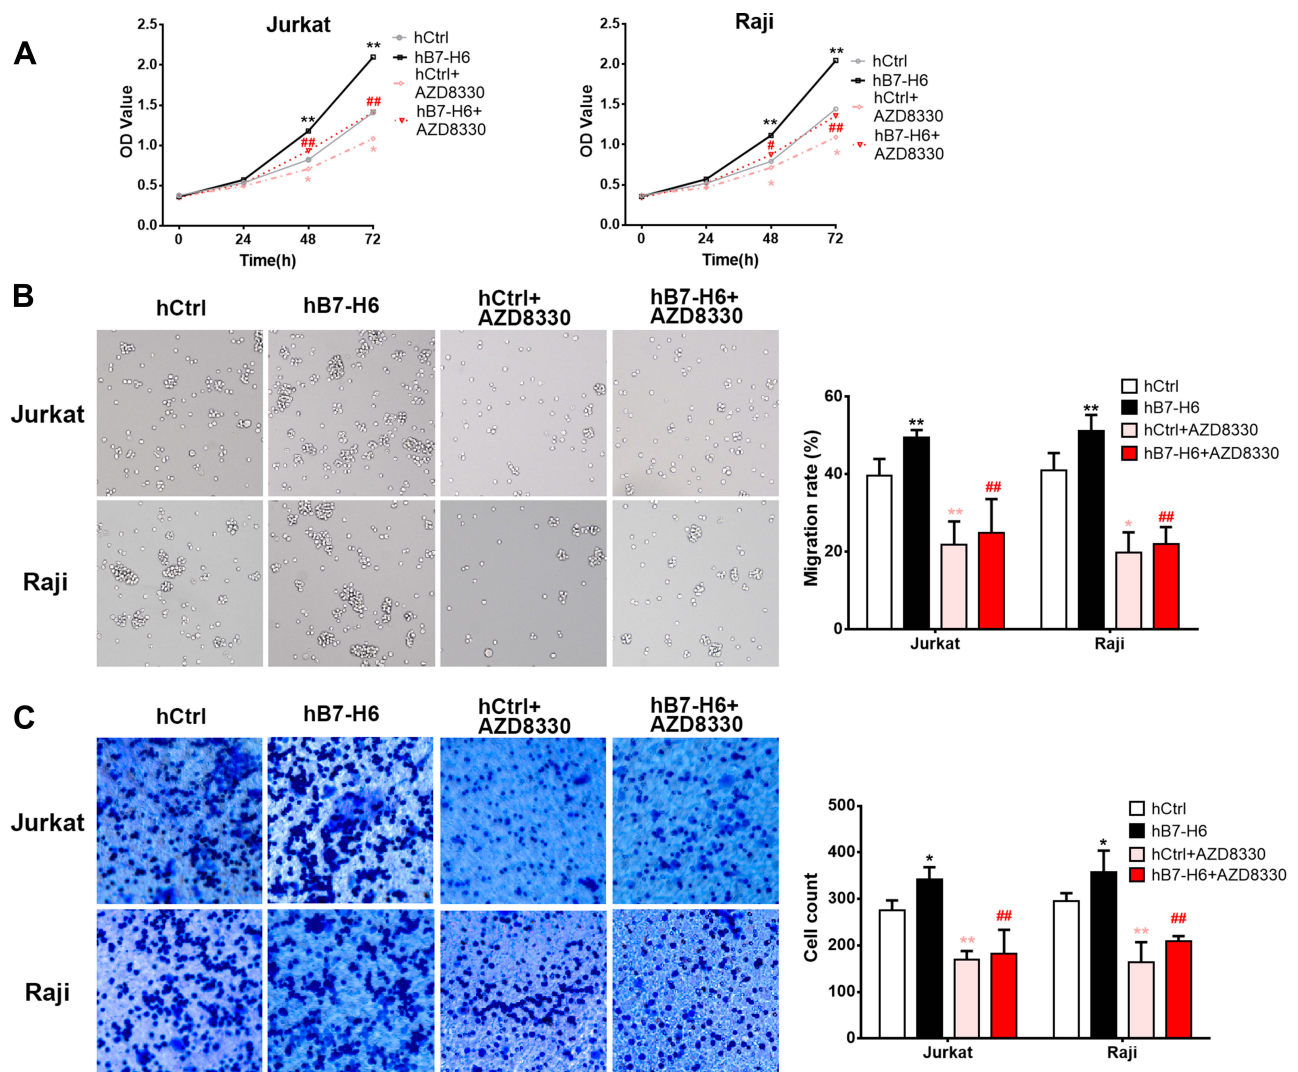 A
Jurkat
OD Value
2.5
2.0
1.5
1.0
0.5
0.0
0 24 48 72
Time(h)
** **
## ##
* *
hCtrl
hB7-H6
hCtrl+
AZD8330
hB7-H6+
AZD8330
Raji
OD Value
2.5
2.0
1.5
1.0
0.5
0.0
0 24 48 72
Time(h)
** **
# ##
* *
hCtrl
hB7-H6
hCtrl+
AZD8330
hB7-H6+
AZD8330
B
hCtrl hB7-H6 hCtrl+ hB7-H6+
AZD8330 AZD8330
Jurkat
Raji
Migration rate (%)
60
40
20
0
** ** ##
** * ##
Jurkat Raji
hCtrl
hB7-H6
hCtrl+AZD8330
hB7-H6+AZD8330
C
hCtrl hB7-H6 hCtrl+ hB7-H6+
AZD8330 AZD8330
Jurkat
Raji
Cell count
500
400
300
200
100
0
* ** ##
* ** ##
Jurkat Raji
hCtrl
hB7-H6
hCtrl+AZD8330
hB7-H6+AZD8330